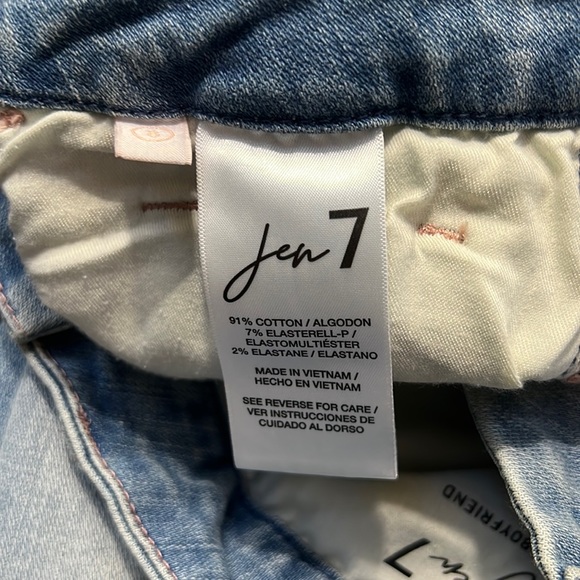 Jen 7
91% COTTON / ALGODON
7% ELASTERELL-P /
ELASTOMULTIÉSTER
2% ELASTANE / ELASTANO
MADE IN VIETNAM /
HECHO EN VIETNAM
SEE REVERSE FOR CARE /
VER INSTRUCCIONES DE
CUIDADO AL DORSO
BOYFRIEND
7